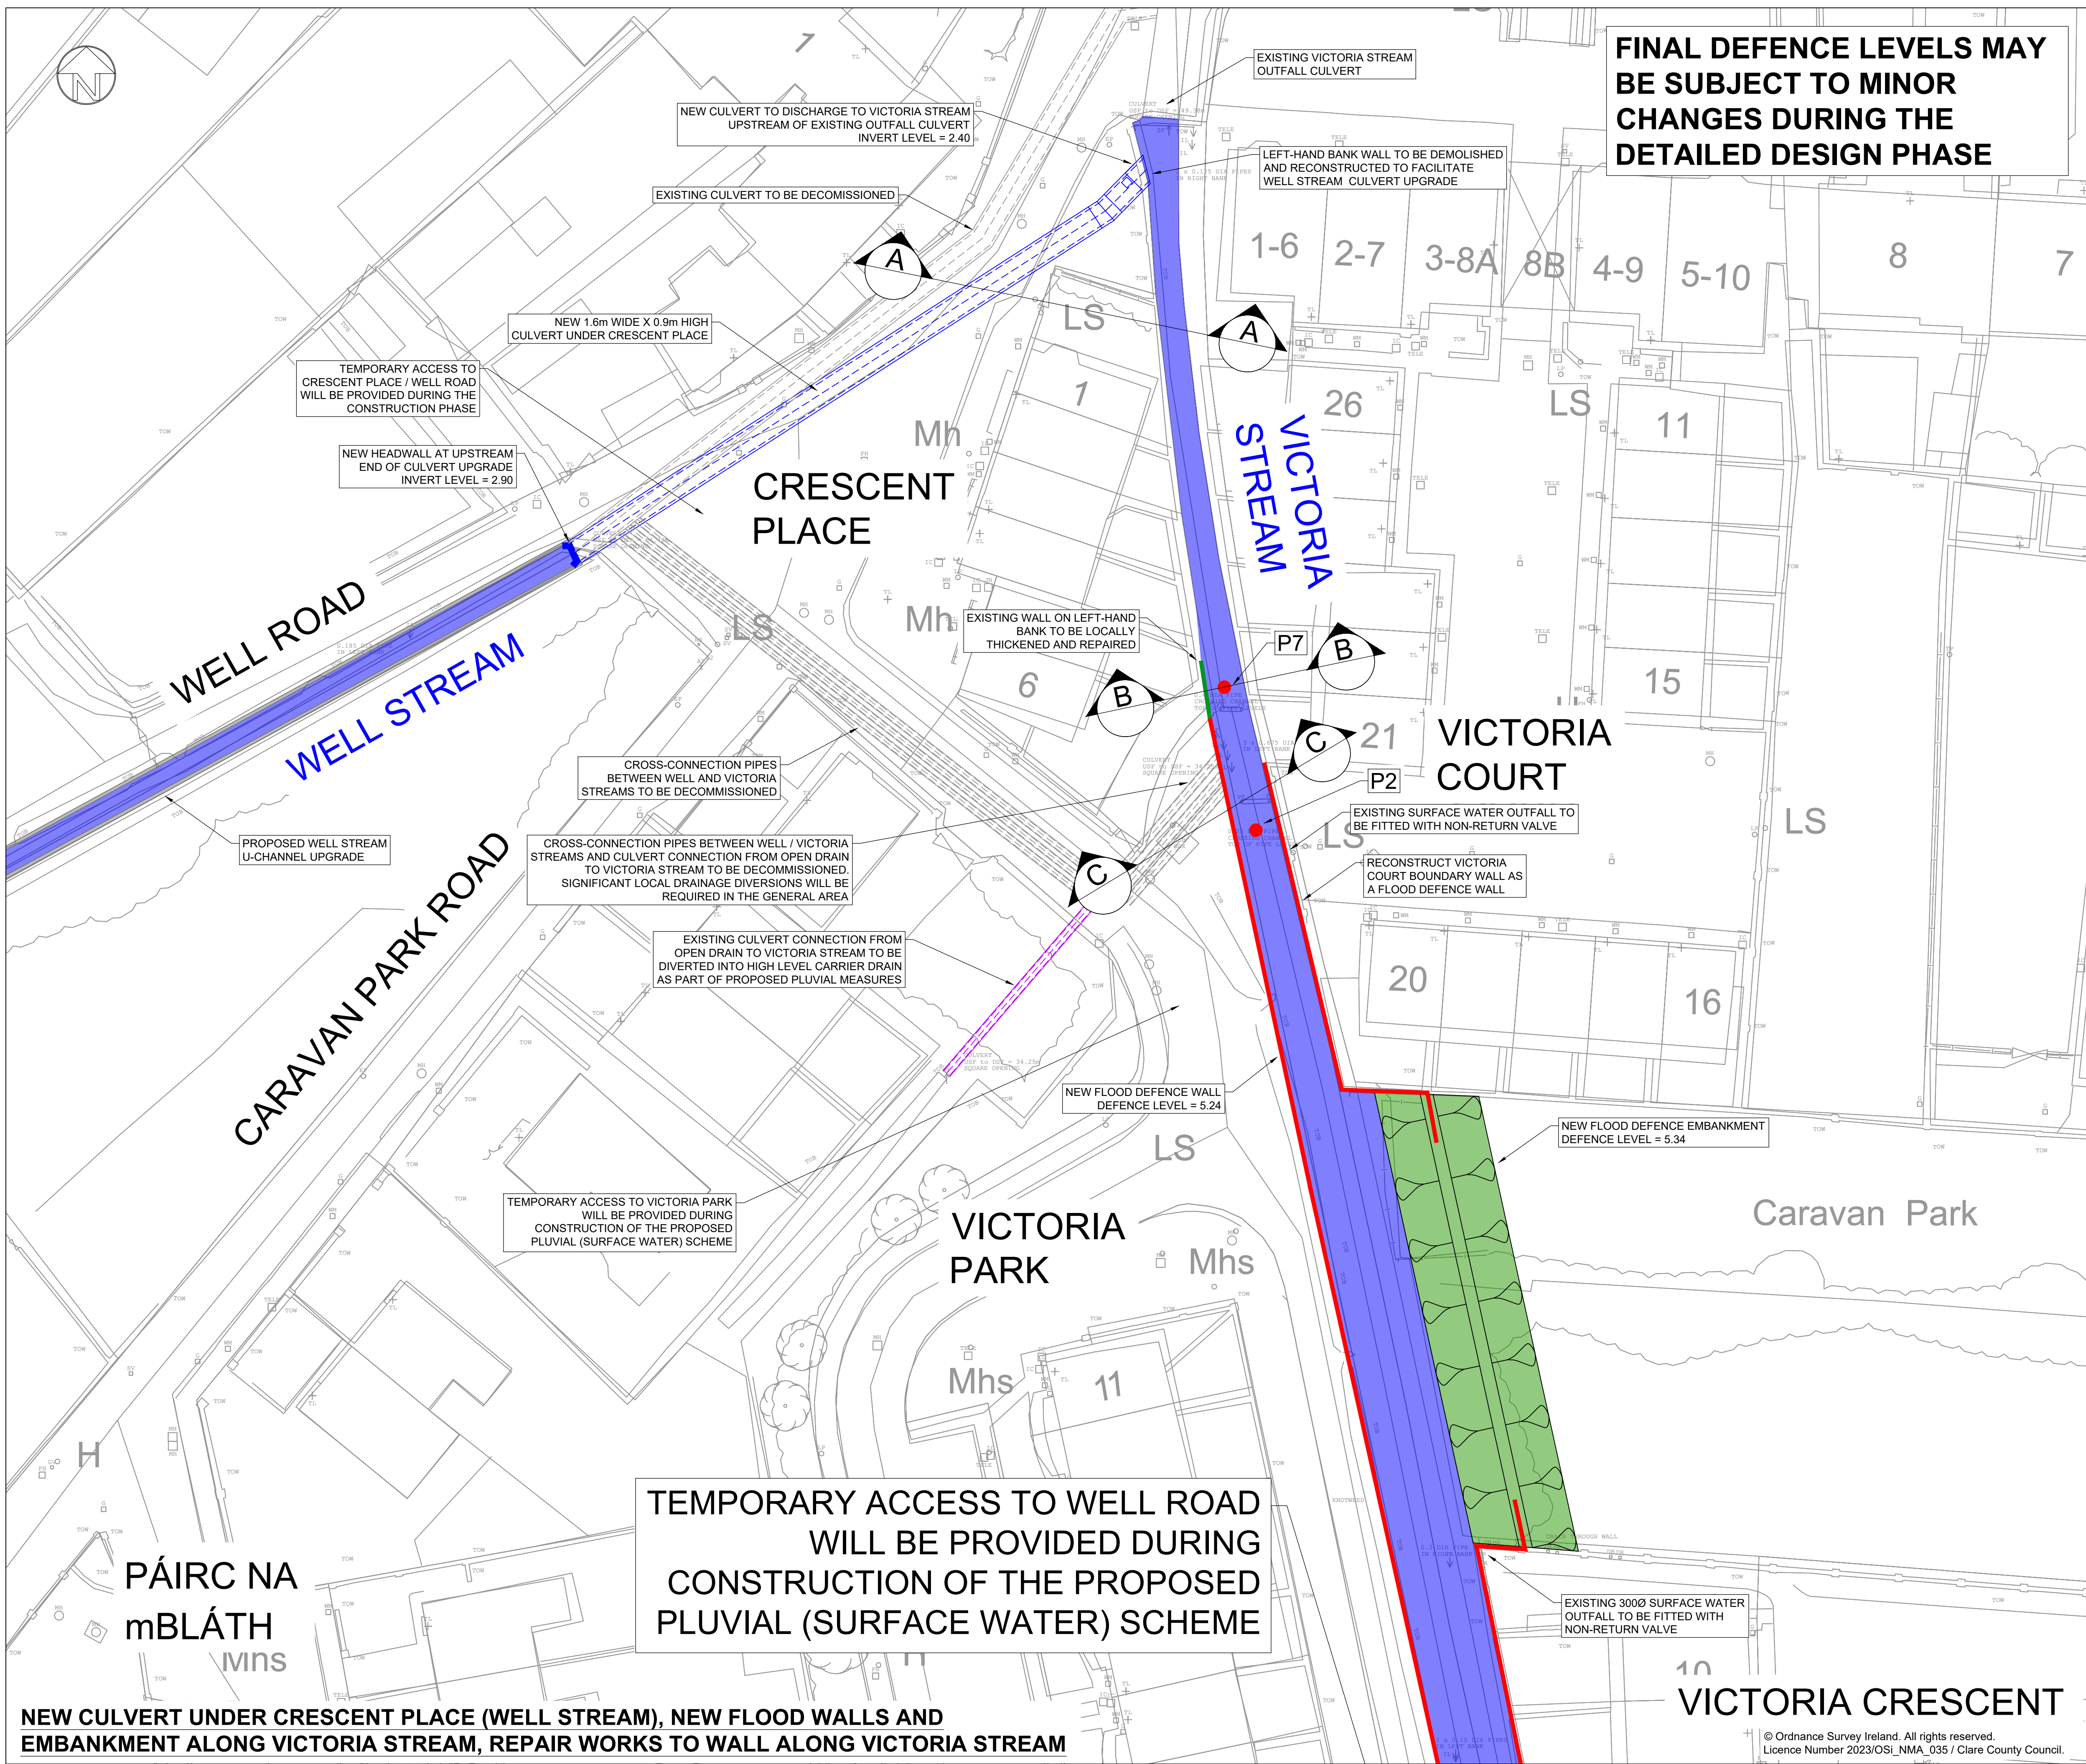 N
FINAL DEFENCE LEVELS MAY
BE SUBJECT TO MINOR
CHANGES DURING THE
DETAILED DESIGN PHASE
EXISTING VICTORIA STREAM
OUTFALL CULVERT
NEW CULVERT TO DISCHARGE TO VICTORIA STREAM
UPSTREAM OF EXISTING OUTFALL CULVERT
INVERT LEVEL = 2.40
LEFT-HAND BANK WALL TO BE DEMOLISHED
AND RECONSTRUCTED TO FACILITATE
WELL STREAM CULVERT UPGRADE
EXISTING CULVERT TO BE DECOMISSIONED
1
1-6
2-7
3-8A
8B
4-9
5-10
8
7
A
A
LS
NEW 1.6m WIDE X 0.9m HIGH
CULVERT UNDER CRESCENT PLACE
TEMPORARY ACCESS TO
CRESCENT PLACE / WELL ROAD
WILL BE PROVIDED DURING THE
CONSTRUCTION PHASE
1
26
LS
11
Mh
NEW HEADWALL AT UPSTREAM
END OF CULVERT UPGRADE
INVERT LEVEL = 2.90
CRESCENT
PLACE
VICTORIA
STREAM
WELL ROAD
WELL STREAM
LS
Mh
EXISTING WALL ON LEFT-HAND
BANK TO BE LOCALLY
THICKENED AND REPAIRED
P7
B
B
6
15
C
21
VICTORIA
COURT
CROSS-CONNECTION PIPES
BETWEEN WELL AND VICTORIA
STREAMS TO BE DECOMMISSIONED
P2
EXISTING SURFACE WATER OUTFALL TO
BE FITTED WITH NON-RETURN VALVE
LS
LS
PROPOSED WELL STREAM
U-CHANNEL UPGRADE
CROSS-CONNECTION PIPES BETWEEN WELL / VICTORIA
STREAMS AND CULVERT CONNECTION FROM OPEN DRAIN
TO VICTORIA STREAM TO BE DECOMMISSIONED.
SIGNIFICANT LOCAL DRAINAGE DIVERSIONS WILL BE
REQUIRED IN THE GENERAL AREA
C
RECONSTRUCT VICTORIA
COURT BOUNDARY WALL AS
A FLOOD DEFENCE WALL
CARAVAN PARK ROAD
EXISTING CULVERT CONNECTION FROM
OPEN DRAIN TO VICTORIA STREAM TO BE
DIVERTED INTO HIGH LEVEL CARRIER DRAIN
AS PART OF PROPOSED PLUVIAL MEASURES
20
16
CULVERT
USF to DSF = 34.25m
SQUARE OPENING
NEW FLOOD DEFENCE WALL
DEFENCE LEVEL = 5.24
LS
NEW FLOOD DEFENCE EMBANKMENT
DEFENCE LEVEL = 5.34
TEMPORARY ACCESS TO VICTORIA PARK
WILL BE PROVIDED DURING
CONSTRUCTION OF THE PROPOSED
PLUVIAL (SURFACE WATER) SCHEME
VICTORIA
PARK
Caravan Park
Mhs
Mhs
11
H
KNOTWEED
TEMPORARY ACCESS TO WELL ROAD
WILL BE PROVIDED DURING
CONSTRUCTION OF THE PROPOSED
PLUVIAL (SURFACE WATER) SCHEME
PÁIRC NA
mBLÁTH
Mhs
H
EXISTING 300Ø SURFACE WATER
OUTFALL TO BE FITTED WITH
NON-RETURN VALVE
10
VICTORIA CRESCENT
NEW CULVERT UNDER CRESCENT PLACE (WELL STREAM), NEW FLOOD WALLS AND
EMBANKMENT ALONG VICTORIA STREAM, REPAIR WORKS TO WALL ALONG VICTORIA STREAM
© Ordnance Survey Ireland. All rights reserved.
Licence Number 2023/OSi_NMA_035 / Clare County Council.